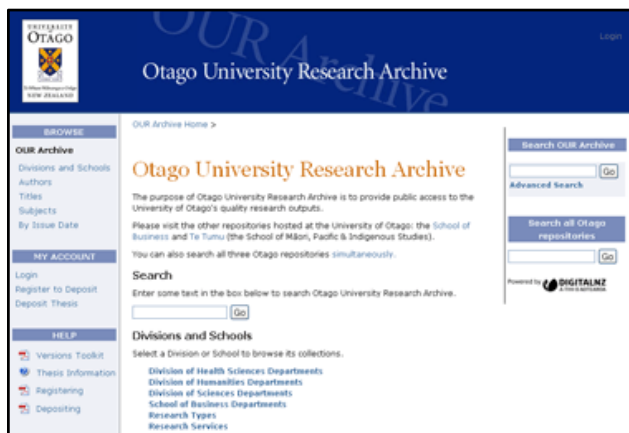 UNIVERSITY
of
OTAGO
NEW ZEALAND
OUR Archive
Otago University Research Archive
Login
BROWSE
OUR Archive
Divisions and Schools
Authors
Titles
Subjects
By Issue Date
MY ACCOUNT
Login
Register to Deposit
Deposit Thesis
HELP
Versions Toolkit
Thesis Information
Registering
Depositing
OUR Archive Home >
Otago University Research Archive
The purpose of Otago University Research Archive is to provide public access to the
University of Otago's quality research outputs.
Please visit the other repositories hosted at the University of Otago: the School of
Business and Te Tumu (the School of Māori, Pacific & Indigenous Studies).
You can also search all three Otago repositories simultaneously.
Search
Enter some text in the box below to search Otago University Research Archive.
Go
Divisions and Schools
Select a Division or School to browse its collections.
Division of Health Sciences Departments
Division of Humanities Departments
Division of Sciences Departments
School of Business Departments
Research Types
Research Services
Search OUR Archive
Go
Advanced Search
Search all Otago
repositories
Go
Powered by DIGITALNZ